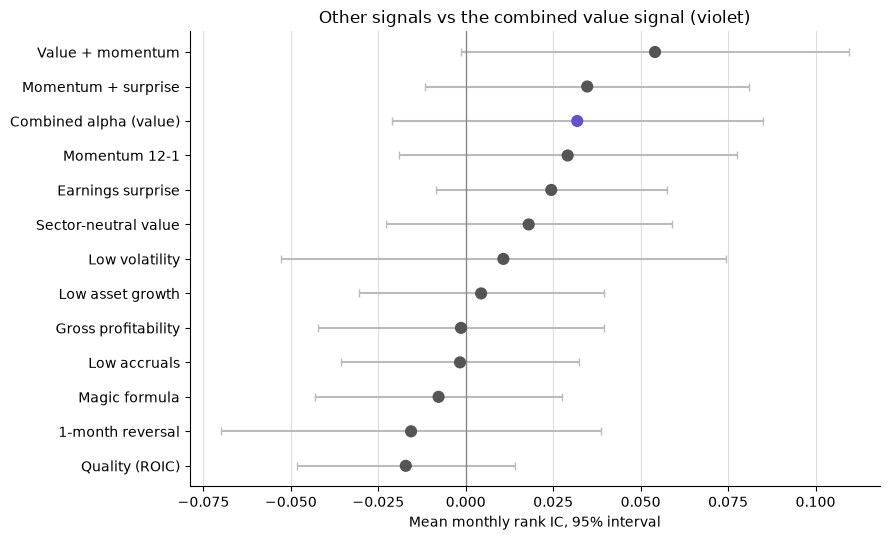 Other signals vs the combined value signal (violet)
Value + momentum
Momentum + surprise
Combined alpha (value)
Momentum 12-1
Earnings surprise
Sector-neutral value
Low volatility
Low asset growth
Gross profitability
Low accruals
Magic formula
1-month reversal
Quality (ROIC)
−0.075 −0.050 −0.025 0.000 0.025 0.050 0.075 0.100
Mean monthly rank IC, 95% interval